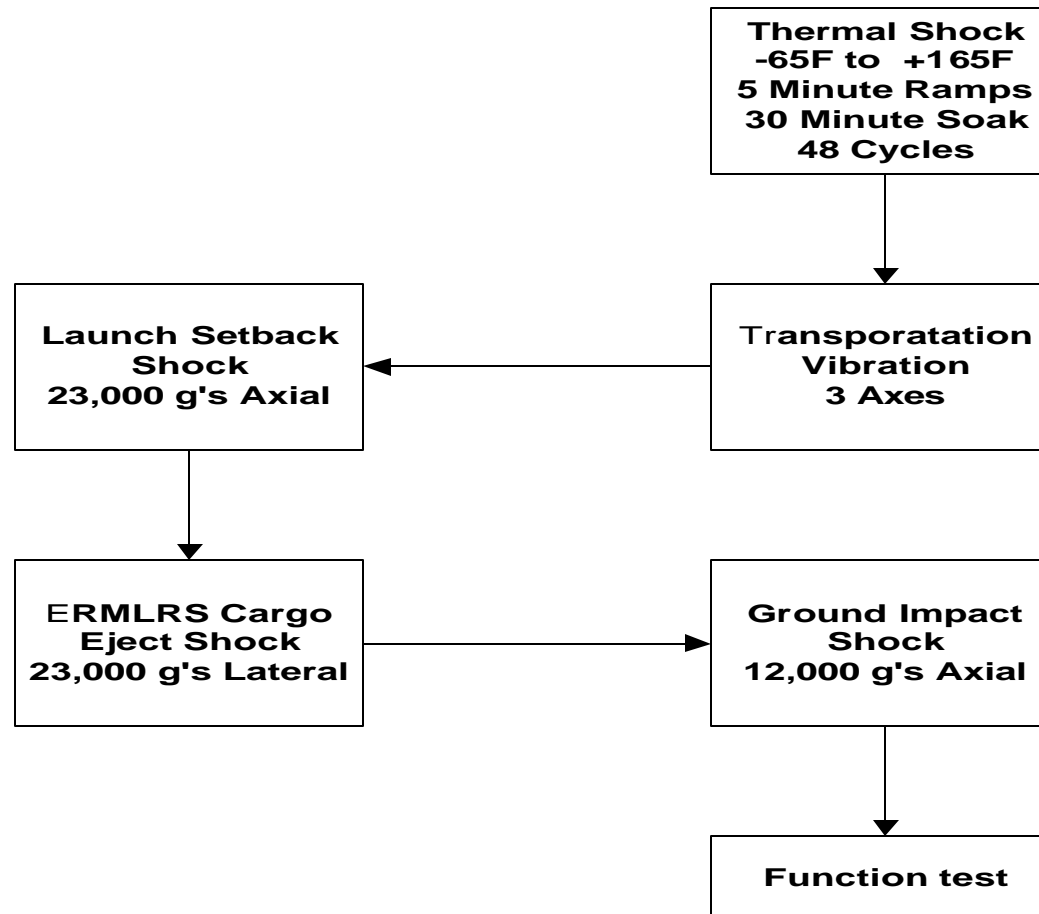 Thermal Shock
-65F to +165F
5 Minute Ramps
30 Minute Soak
48 Cycles
Transporatation
Vibration
3 Axes
Launch Setback
Shock
23,000 g's Axial
ERMLRS Cargo
Eject Shock
23,000 g's Lateral
Ground Impact
Shock
12,000 g's Axial
Function test